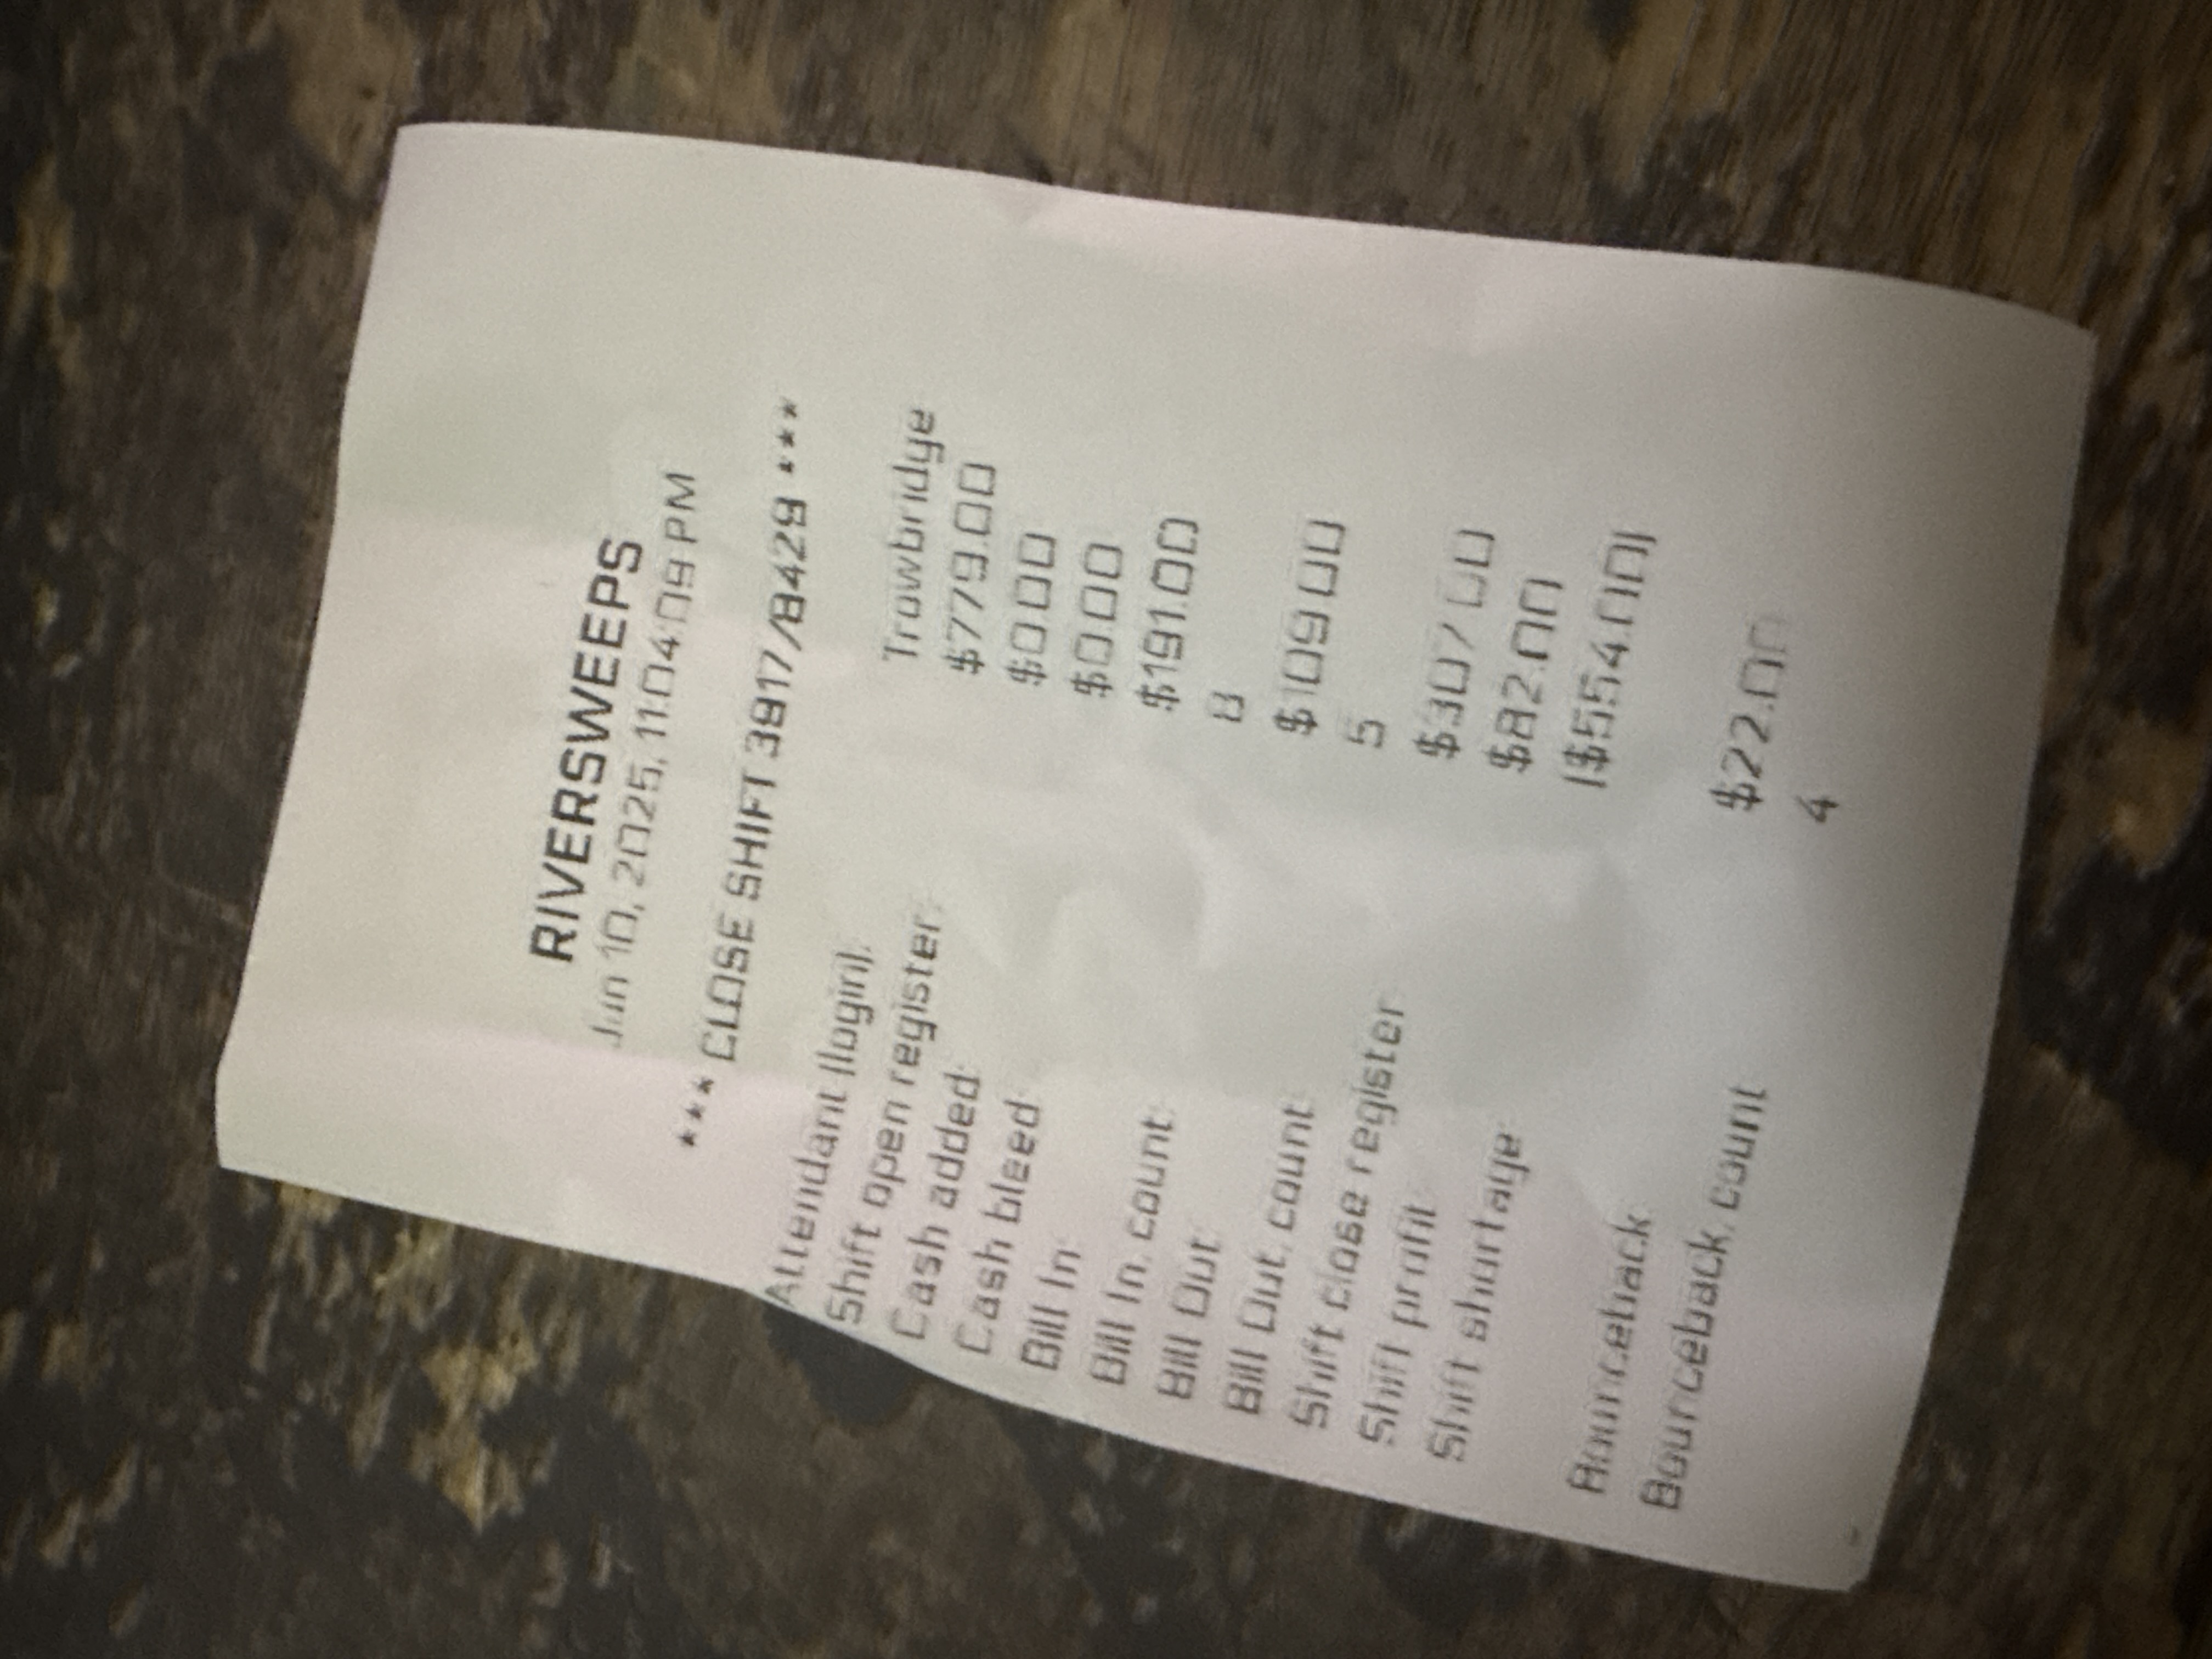 RIVERSWEEPS
Jun 10, 2025, 11:04:09 PM
*** CLOSE SHIFT 3917/8429 ***
Attendant (login): Trowbridge
Shift open register: $779.00
Cash added: $0.00
Cash bleed: $0.00
Bill In: $191.00
Bill In, count: 8
Bill Out: $109.00
Bill Out, count: 5
Shift close register: $307.00
Shift profit: $82.00
Shift shortage: ($554.00)
Bounceback: $22.00
Bounceback, count 4